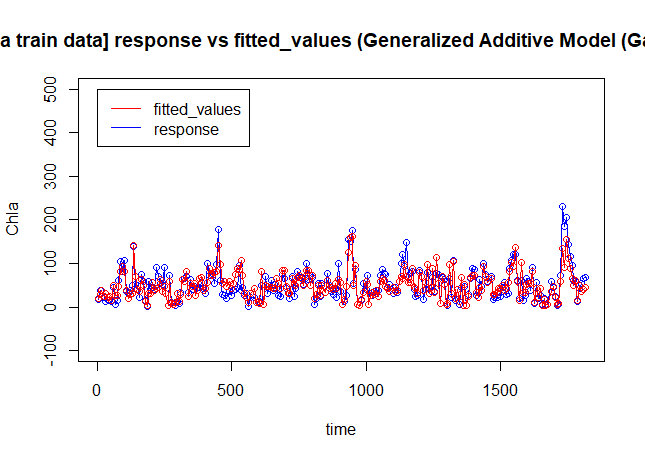 a train data] response vs fitted_values (Generalized Additive Model (Ga
fitted_values
response
Chla
500
400
300
200
100
0
-100
0 500 1000 1500
time